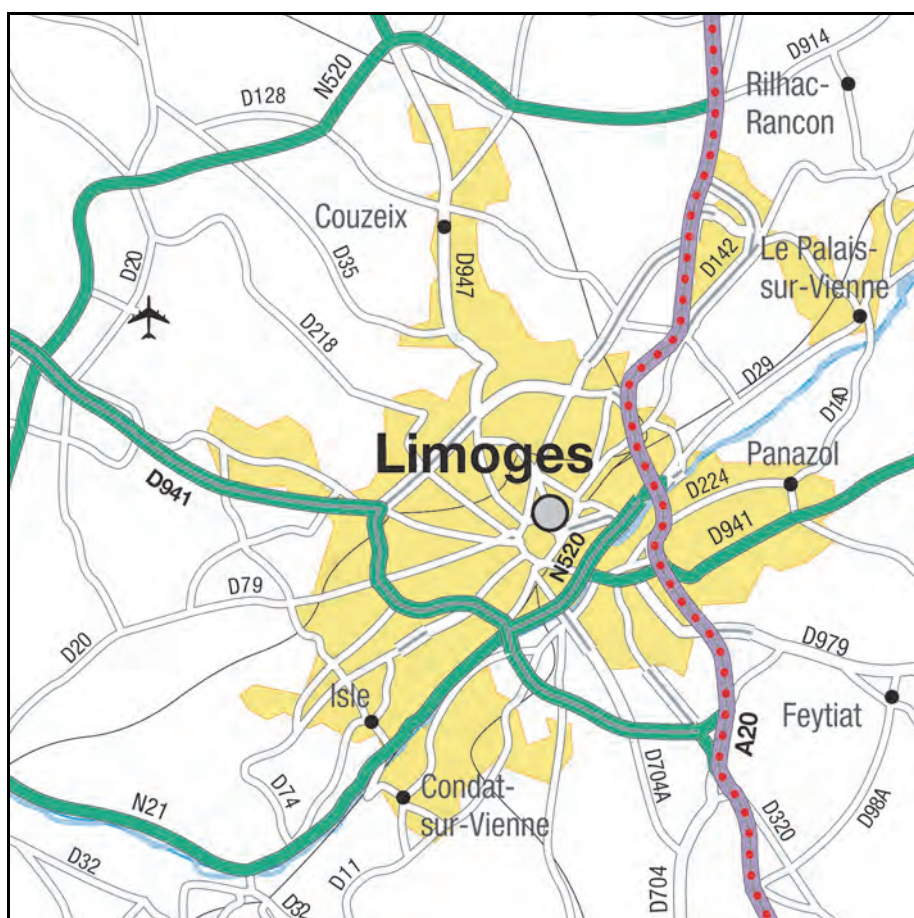 D914
N520
Rilhac-
Rancon
D128
Couzeix
D142
Le Palais-
sur-Vienne
D20
D35
D947
D218
D29
D140
Limoges
Panazol
D941
D224
D941
N520
D79
D20
D979
Isle
Feytiat
A20
D704A
D74
Condat-
sur-Vienne
N21
D320
D98A
D32
D11
D704
D32